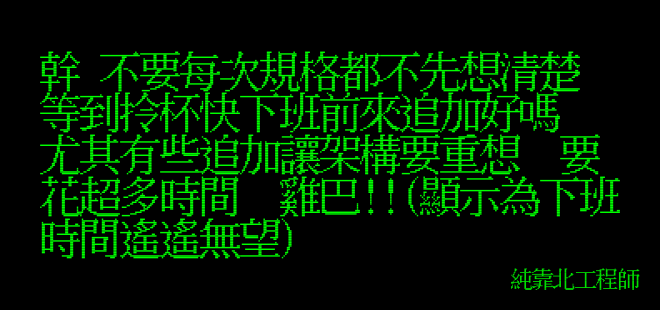 幹 不要每次規格都不先想清楚
等到拎杯快下班前來追加好嗎
尤其有些追加讓架構要重想 要
花超多時間 雞巴!!(顯示為下班
時間遙遙無望)
純靠北工程師